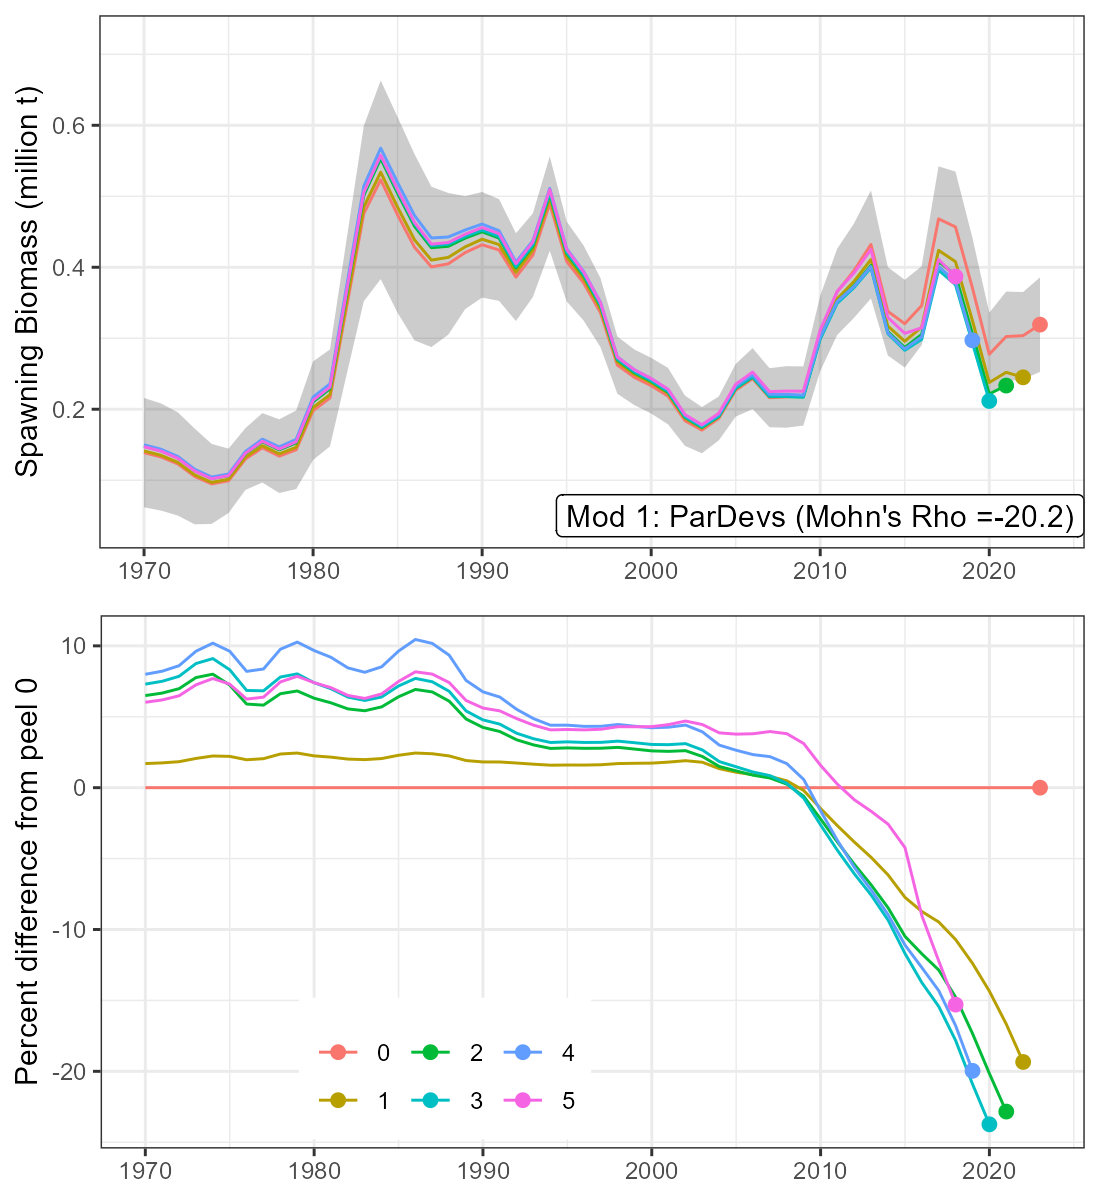 Spawning Biomass (million t)
0.6
0.4
0.2
Mod 1: ParDevs (Mohn's Rho =-20.2)
1970 1980 1990 2000 2010 2020
Percent difference from peel 0
10
0
-10
-20
0 2 4
1 3 5
1970 1980 1990 2000 2010 2020